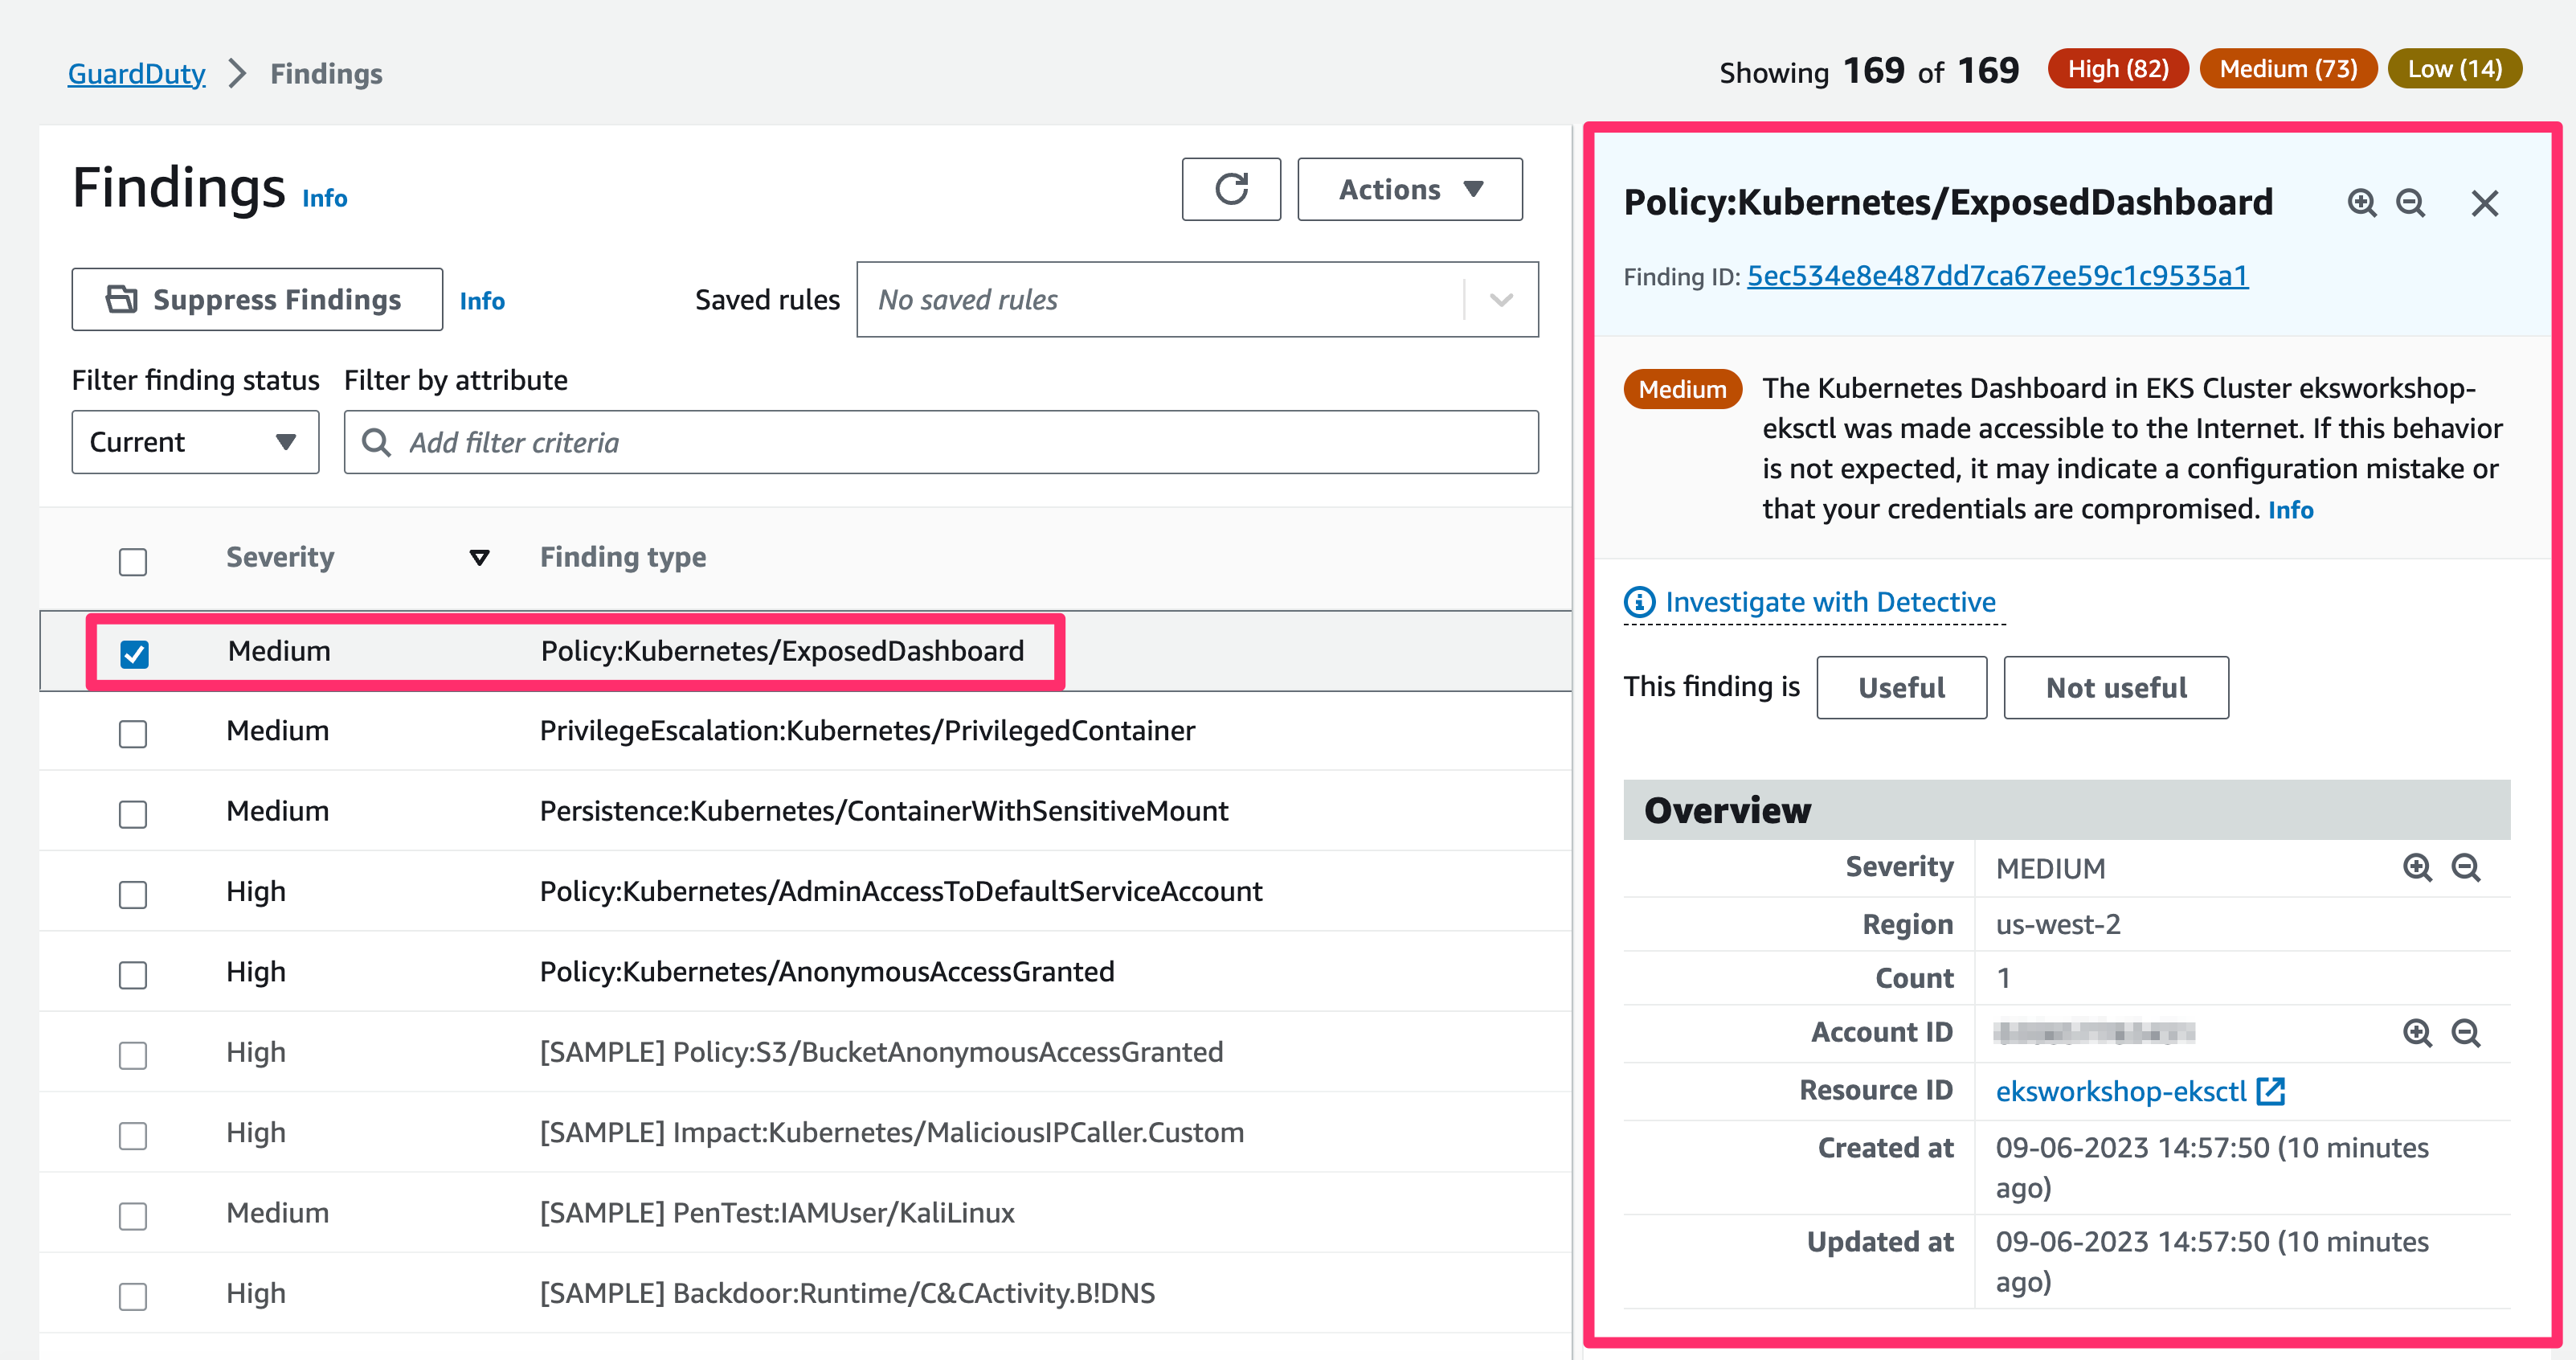 GuardDuty > Findings
Showing 169 of 169 High (82) Medium (73) Low (14)
Findings Info
Actions
Suppress Findings Info
Saved rules No saved rules
Filter finding status Filter by attribute
Current Add filter criteria
Severity Finding type
Medium Policy:Kubernetes/ExposedDashboard
Medium PrivilegeEscalation:Kubernetes/PrivilegedContainer
Medium Persistence:Kubernetes/ContainerWithSensitiveMount
High Policy:Kubernetes/AdminAccessToDefaultServiceAccount
High Policy:Kubernetes/AnonymousAccessGranted
High [SAMPLE] Policy:S3/BucketAnonymousAccessGranted
High [SAMPLE] Impact:Kubernetes/MaliciousIPCaller.Custom
Medium [SAMPLE] PenTest:IAMUser/KaliLinux
High [SAMPLE] Backdoor:Runtime/C&CActivity.B!DNS
Policy:Kubernetes/ExposedDashboard
Finding ID: 5ec534e8e487dd7ca67ee59c1c9535a1
Medium The Kubernetes Dashboard in EKS Cluster eksworkshop-
eksctl was made accessible to the Internet. If this behavior
is not expected, it may indicate a configuration mistake or
that your credentials are compromised. Info
Investigate with Detective
This finding is Useful Not useful
Overview
Severity MEDIUM
Region us-west-2
Count 1
Account ID
Resource ID eksworkshop-eksctl
Created at 09-06-2023 14:57:50 (10 minutes
ago)
Updated at 09-06-2023 14:57:50 (10 minutes
ago)